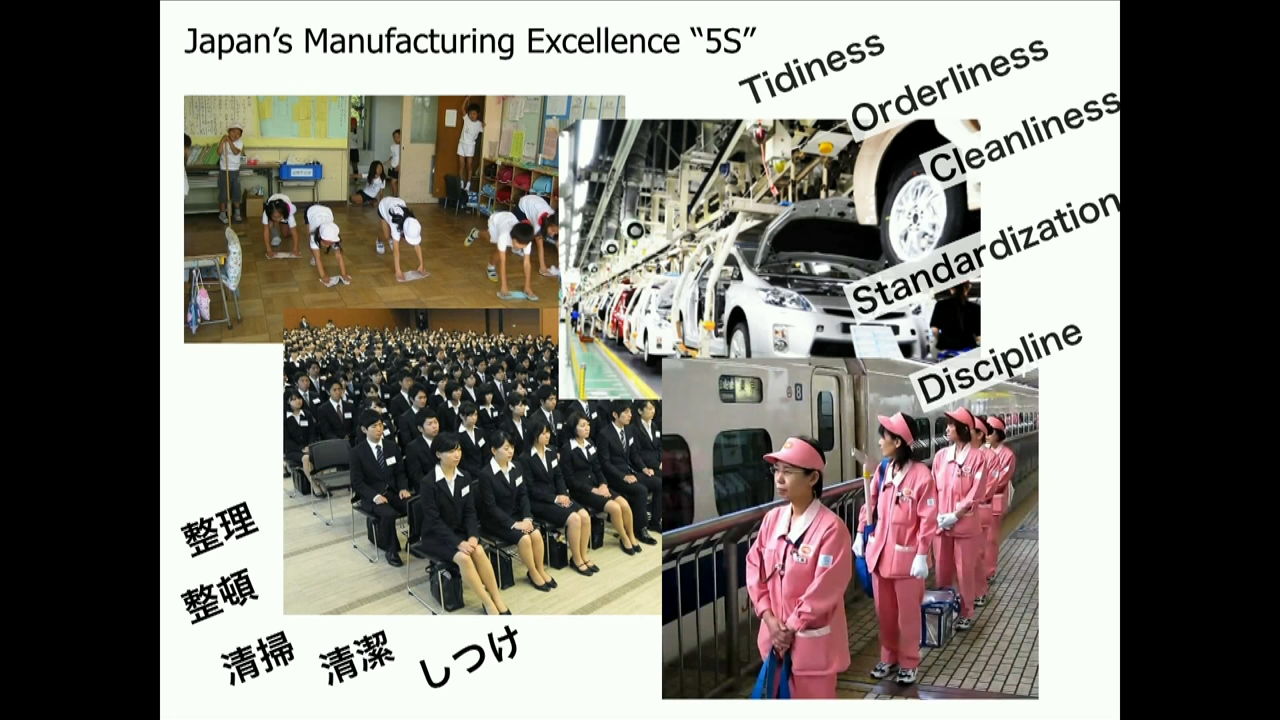 Japan’s Manufacturing Excellence “5S”
Tidiness
Orderliness
Cleanliness
Standardization
Discipline
整理
整頓
清掃
清潔
しつけ